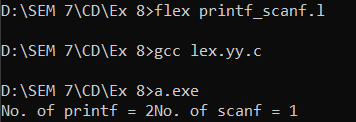 D:\SEM 7\CD\Ex 8>flex printf_scanf.l
D:\SEM 7\CD\Ex 8>gcc lex.yy.c
D:\SEM 7\CD\Ex 8>a.exe
No. of printf = 2No. of scanf = 1